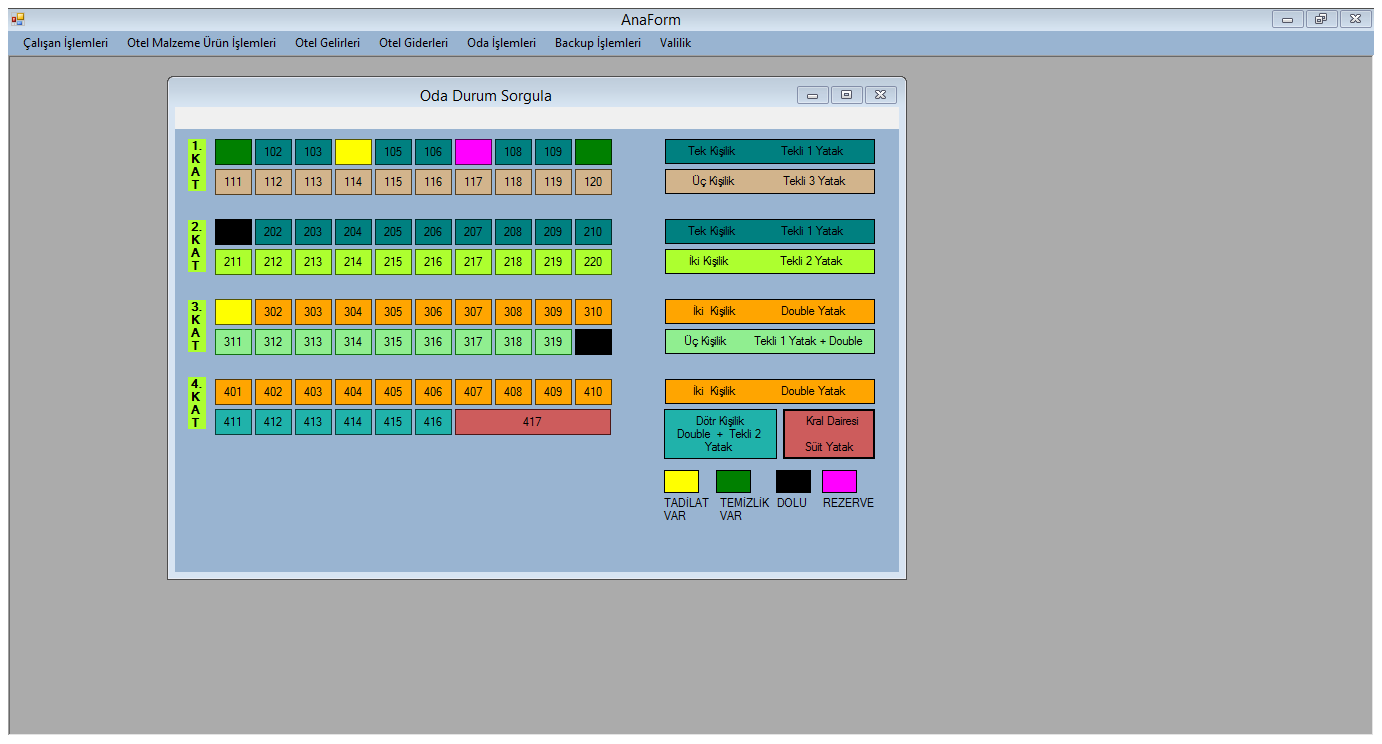 AnaForm
Çalışan İşlemleri Otel Malzeme Ürün İşlemleri Otel Gelirleri Otel Giderleri Oda İşlemleri Backup İşlemleri Valilik
Oda Durum Sorgula
1. KAT
102 103 105 106 108 109
Tek Kişilik Tekli 1 Yatak
111 112 113 114 115 116 117 118 119 120
Üç Kişilik Tekli 3 Yatak
2. KAT
202 203 204 205 206 207 208 209 210
Tek Kişilik Tekli 1 Yatak
211 212 213 214 215 216 217 218 219 220
İki Kişilik Tekli 2 Yatak
3. KAT
302 303 304 305 306 307 308 309 310
İki Kişilik Double Yatak
311 312 313 314 315 316 317 318 319
Üç Kişilik Tekli 1 Yatak + Double
4. KAT
401 402 403 404 405 406 407 408 409 410
İki Kişilik Double Yatak
411 412 413 414 415 416 417
Dötr Kişilik
Double + Tekli 2
Yatak
Kral Dairesi
Süit Yatak
TADİLAT VAR
TEMİZLİK VAR
DOLU
REZERVE